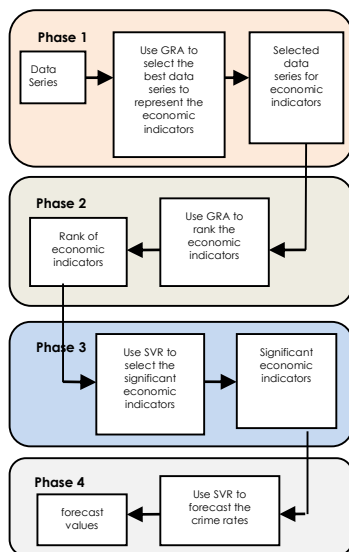 Phase 1
Data
Series
Use GRA to
select the
best data
series to
represent the
economic
indicators
Selected
data
series for
economic
indicators
Phase 2
Rank of
economic
indicators
Use GRA to
rank the
economic
indicators
Phase 3
Use SVR to
select the
significant
economic
indicators
Significant
economic
indicators
Phase 4
forecast
values
Use SVR to
forecast the
crime rates